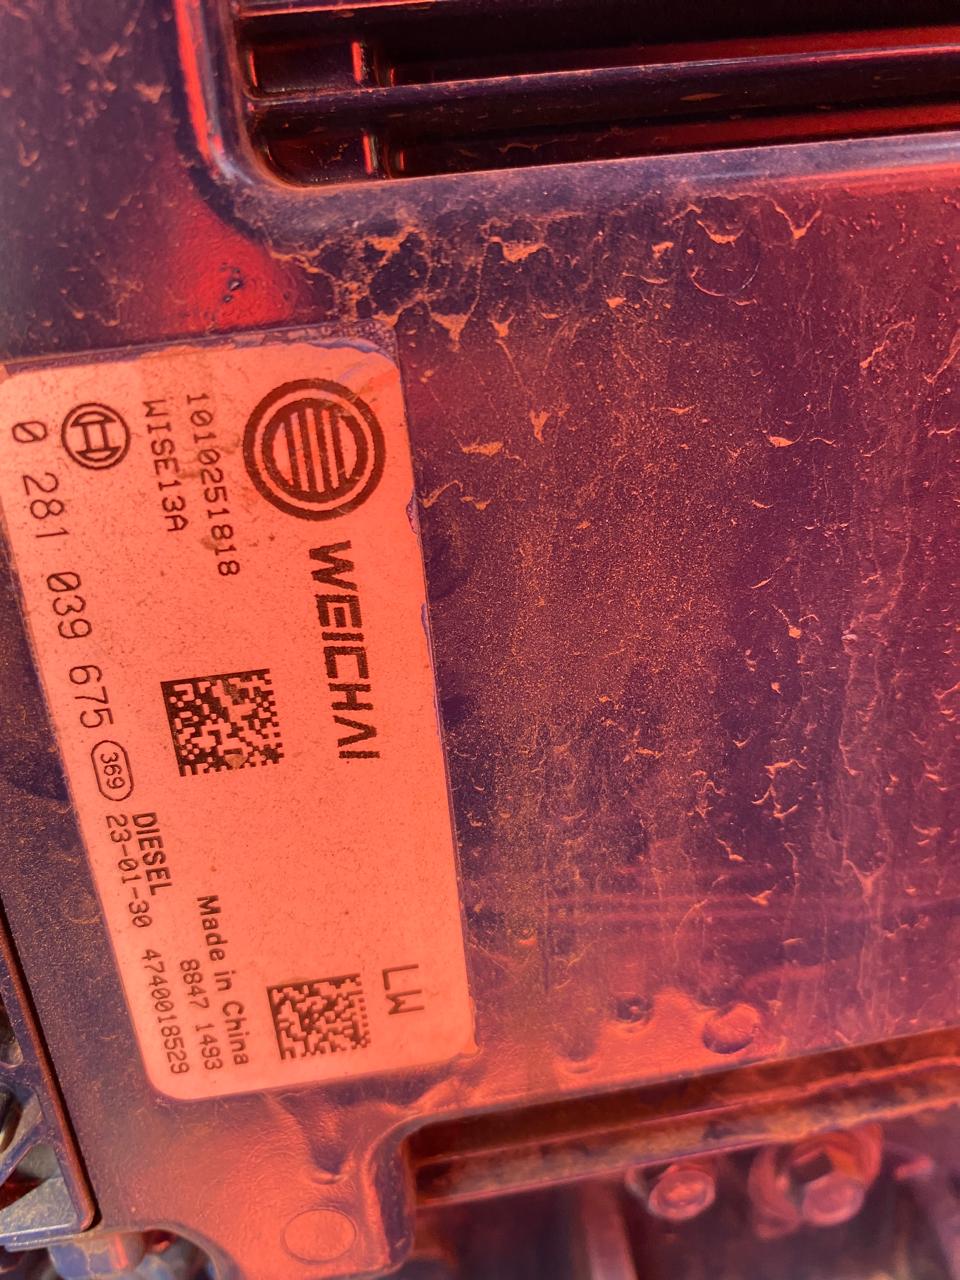 WEICHAI
LW
1010251818
WISE13A
Made in China
8847 1493
DIESEL
0 281 039 675 369 23-01-30 4740018529